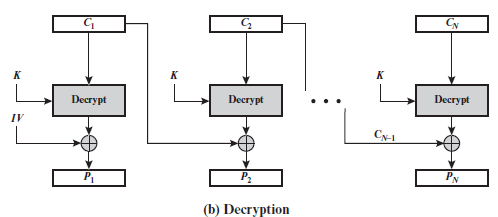 C1 C2 CN
K K K
Decrypt Decrypt Decrypt
IV
CN–1
P1 P2 PN
(b) Decryption